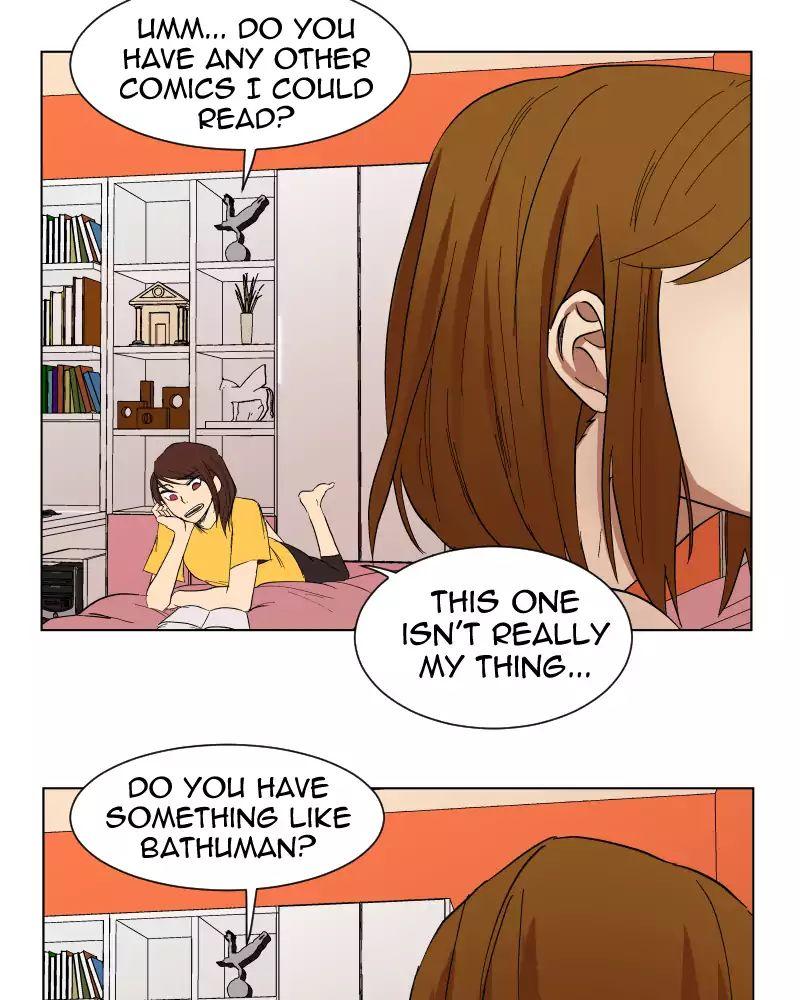 UMM... DO YOU
HAVE ANY OTHER
COMICS I COULD
READ?
THIS ONE
ISN'T REALLY
MY THING...
DO YOU HAVE
SOMETHING LIKE
BATHUMAN?